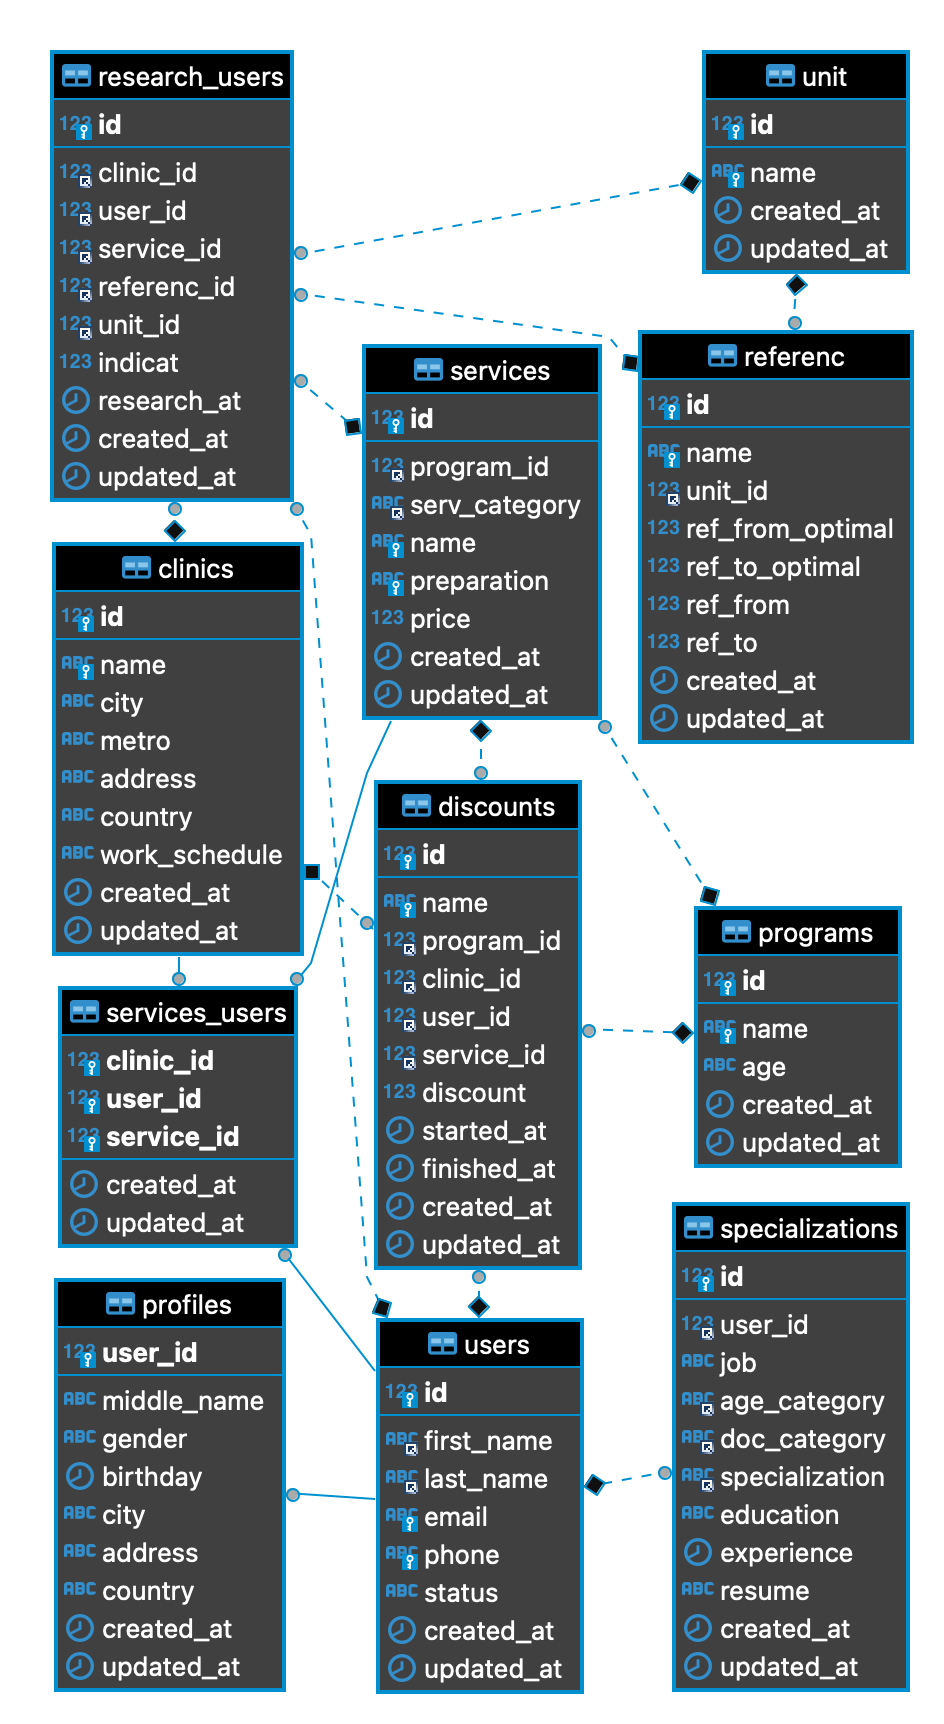 research_users
123 id
123 clinic_id
123 user_id
123 service_id
123 referenc_id
123 unit_id
123 indicat
research_at
created_at
updated_at
unit
123 id
ABC name
created_at
updated_at
services
123 id
123 program_id
ABC serv_category
ABC name
ABC preparation
123 price
created_at
updated_at
referenc
123 id
ABC name
123 unit_id
123 ref_from_optimal
123 ref_to_optimal
123 ref_from
123 ref_to
created_at
updated_at
clinics
123 id
ABC name
ABC city
ABC metro
ABC address
ABC country
ABC work_schedule
created_at
updated_at
discounts
123 id
ABC name
123 program_id
123 clinic_id
123 user_id
123 service_id
123 discount
started_at
finished_at
created_at
updated_at
programs
123 id
ABC name
ABC age
created_at
updated_at
services_users
123 clinic_id
123 user_id
123 service_id
created_at
updated_at
profiles
123 user_id
ABC middle_name
ABC gender
birthday
ABC city
ABC address
ABC country
created_at
updated_at
users
123 id
ABC first_name
ABC last_name
ABC email
ABC phone
ABC status
created_at
updated_at
specializations
123 id
123 user_id
ABC job
ABC age_category
ABC doc_category
ABC specialization
ABC education
experience
ABC resume
created_at
updated_at